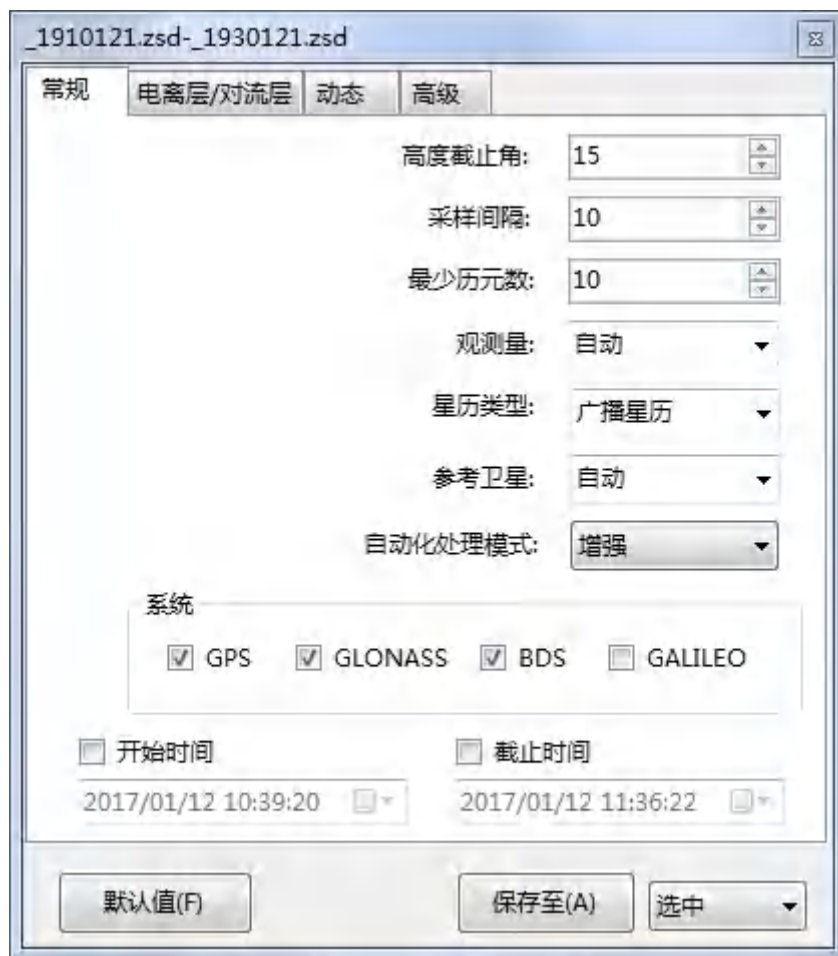 _1910121.zsd-_1930121.zsd
常规 电离层/对流层 动态 高级
高度截止角: 15
采样间隔: 10
最少历元数: 10
观测量: 自动
星历类型: 广播星历
参考卫星: 自动
自动化处理模式: 增强
系统
GPS GLONASS BDS GALILEO
开始时间 截止时间
2017/01/12 10:39:20 2017/01/12 11:36:22
默认值(F) 保存至(A) 选中